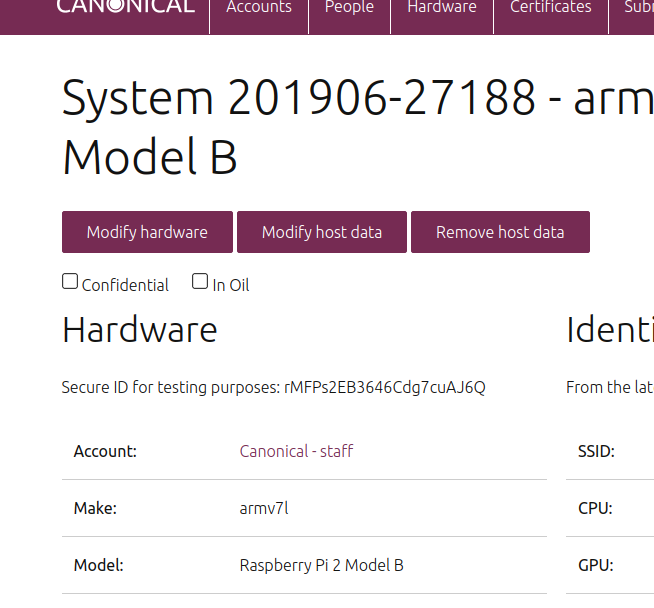 CANONICAL Accounts People Hardware Certificates
System 201906-27188 - arm
Model B
Modify hardware Modify host data Remove host data
Confidential In Oil
Hardware
Secure ID for testing purposes: rMFPs2EB3646Cdg7cuAJ6Q
Account: Canonical - staff
Make: armv7l
Model: Raspberry Pi 2 Model B
Identi
From the lat
SSID:
CPU:
GPU: